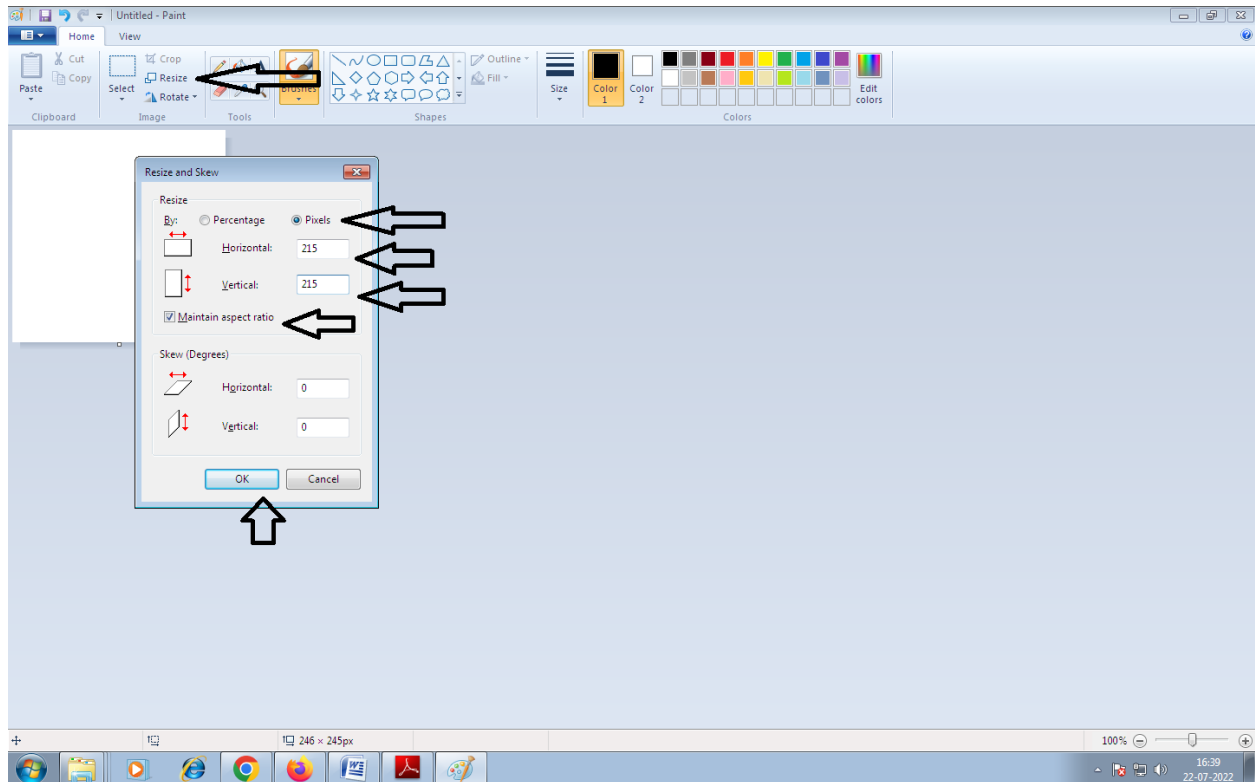 Untitled - Paint
Home View
Paste
Cut
Copy
Clipboard
Select
Crop
Resize
Rotate
Image
Tools
Brushes
Outline
Fill
Shapes
Size
Color 1
Color 2
Edit colors
Colors
Resize and Skew
Resize
By: Percentage Pixels
Horizontal: 215
Vertical: 215
Maintain aspect ratio
Skew (Degrees)
Horizontal: 0
Vertical: 0
OK Cancel
246 × 245px
100%
16:39
22-07-2022